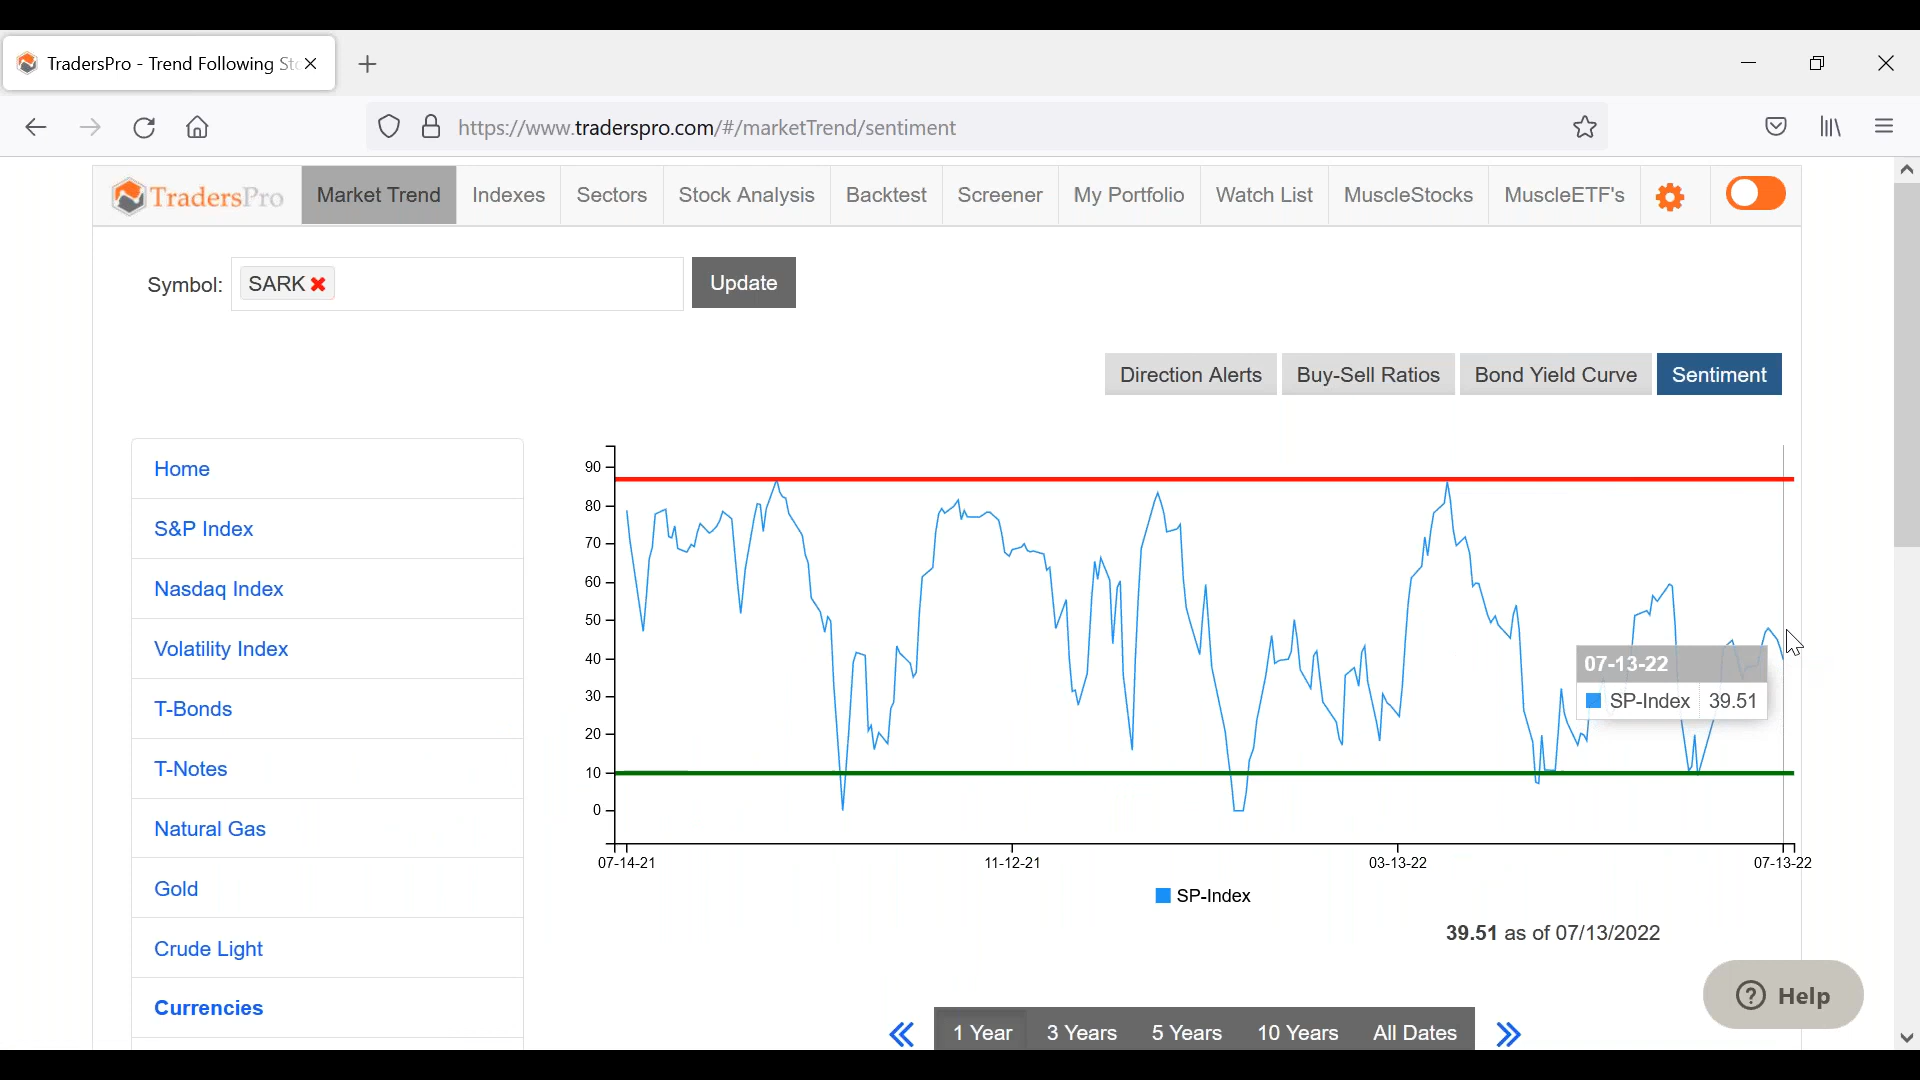 TradersPro - Trend Following Sto
https://www.traderspro.com/#/marketTrend/sentiment
TradersPro Market Trend Indexes Sectors Stock Analysis Backtest Screener My Portfolio Watch List MuscleStocks MuscleETF's
Symbol: SARK Update
Direction Alerts Buy-Sell Ratios Bond Yield Curve Sentiment
Home
S&P Index
Nasdaq Index
Volatility Index
T-Bonds
T-Notes
Natural Gas
Gold
Crude Light
Currencies
90
80
70
60
50
40
30
20
10
0
07-13-22
SP-Index 39.51
07-14-21 11-12-21 03-13-22 07-13-22
SP-Index
39.51 as of 07/13/2022
Help
1 Year 3 Years 5 Years 10 Years All Dates